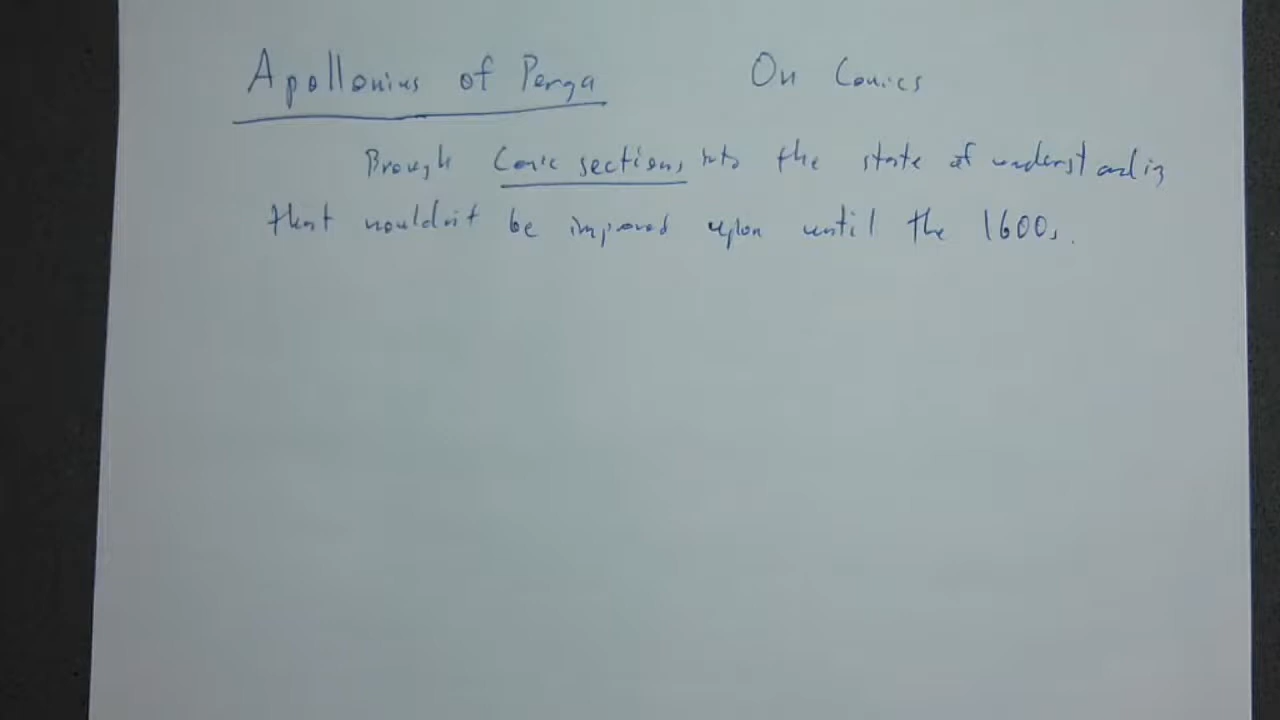 Apollonius of Perga On Conics
Brough Conic sections into the state of understanding
that wouldn't be improved upon until the 1600s.